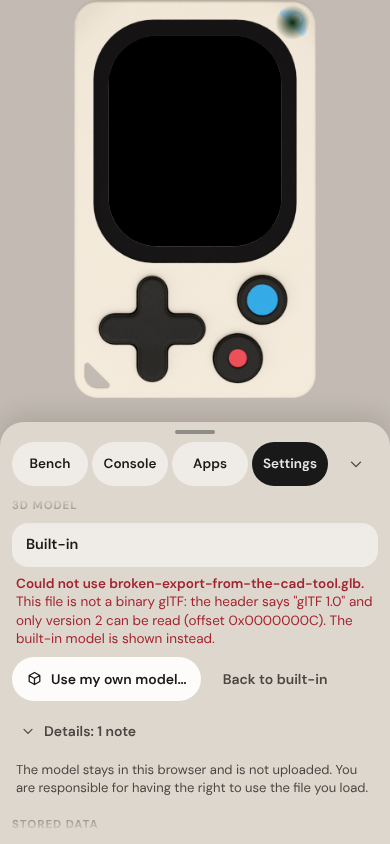 Bench Console Apps Settings
3D MODEL
Built-in
Could not use broken-export-from-the-cad-tool.glb.
This file is not a binary glTF: the header says "glTF 1.0" and
only version 2 can be read (offset 0x0000000C). The
built-in model is shown instead.
Use my own model... Back to built-in
Details: 1 note
The model stays in this browser and is not uploaded. You
are responsible for having the right to use the file you load.
STORED DATA